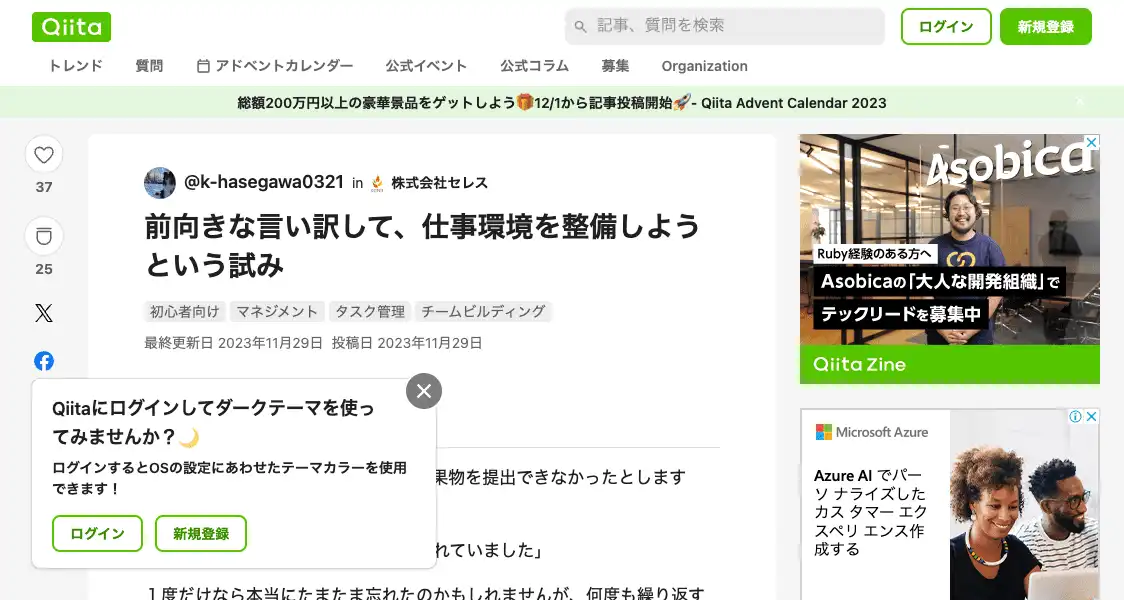 Qiita
記事、質問を検索
ログイン
新規登録
トレンド
質問
アドベントカレンダー
公式イベント
公式コラム
募集
Organization
総額200万円以上の豪華景品をゲットしよう🎁12/1から記事投稿開始🚀- Qiita Advent Calendar 2023
37
25
@k-hasegawa0321 in 株式会社セレス
前向きな言い訳して、仕事環境を整備しよう
という試み
初心者向け マネジメント タスク管理 チームビルディング
最終更新日 2023年11月29日 投稿日 2023年11月29日
Qiitaにログインしてダークテーマを使っ
てみませんか？🌙
ログインするとOSの設定にあわせたテーマカラーを使用
できます！
ログイン
新規登録
果物を提出できなかったとします
れていました」
１度だけなら本当にたまたま忘れたのかもしれませんが、何度も繰り返す
Asobica
Ruby経験のある方へ
Asobicaの「大人な開発組織」で
テックリードを募集中
Qiita Zine
Microsoft Azure
Azure AI でパー
ソ ナライズした
カス タマー エク
スペリ エンス作
成する